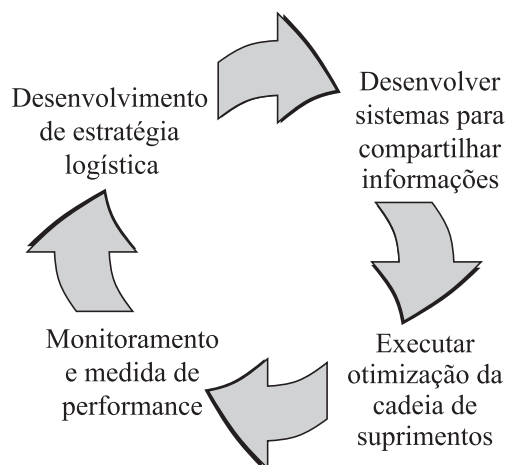 Desenvolvimento
de estratégia
logística
Desenvolver
sistemas para
compartilhar
informações
Executar
otimização da
cadeia de
suprimentos
Monitoramento
e medida de
performance